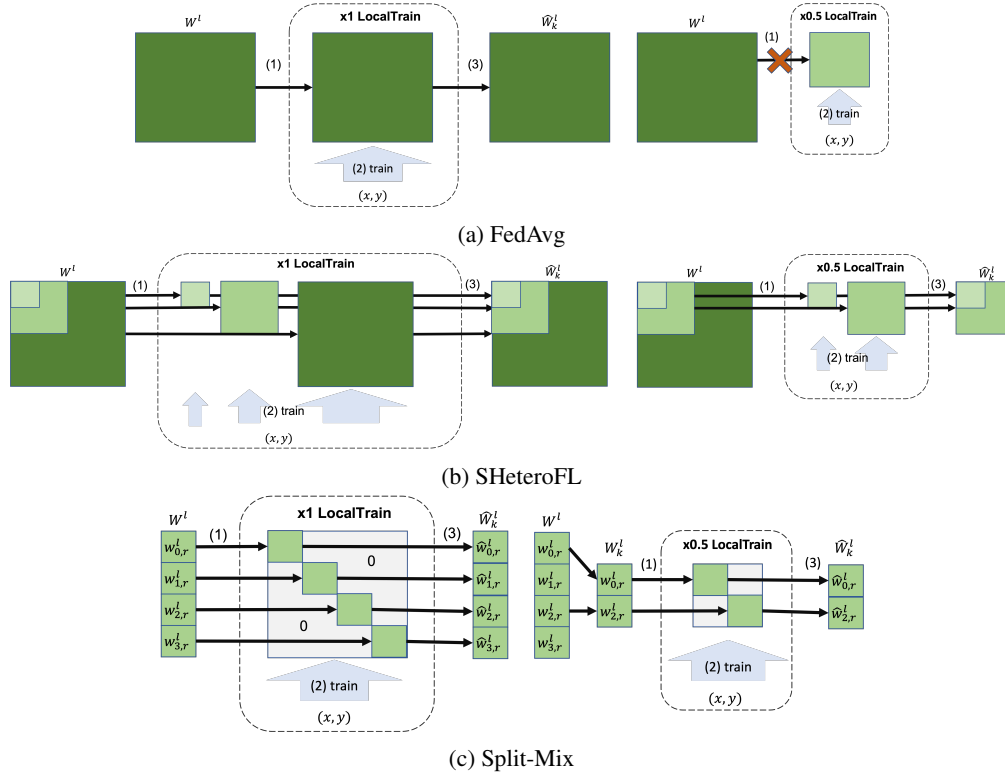 W^l
x1 LocalTrain
Ŵ_k^l
W^l
x0.5 LocalTrain
(1)
(3)
(1)
(2) train
(x, y)
(2) train
(x, y)
(a) FedAvg
W^l
x1 LocalTrain
Ŵ_k^l
W^l
x0.5 LocalTrain
(1)
(3)
(1)
(3)
(2) train
(x, y)
(2) train
(x, y)
(b) SHeteroFL
W^l
x1 LocalTrain
Ŵ_k^l
W^l
W_k^l
x0.5 LocalTrain
Ŵ_k^l
(1)
(3)
(1)
(3)
w_{0,r}^l
0
ŵ_{0,r}^l
w_{0,r}^l
w_{1,r}^l
ŵ_{1,r}^l
w_{1,r}^l
w_{0,r}^l
ŵ_{0,r}^l
w_{2,r}^l
0
ŵ_{2,r}^l
w_{2,r}^l
w_{2,r}^l
ŵ_{2,r}^l
w_{3,r}^l
ŵ_{3,r}^l
w_{3,r}^l
(2) train
(x, y)
(2) train
(x, y)
(c) Split-Mix